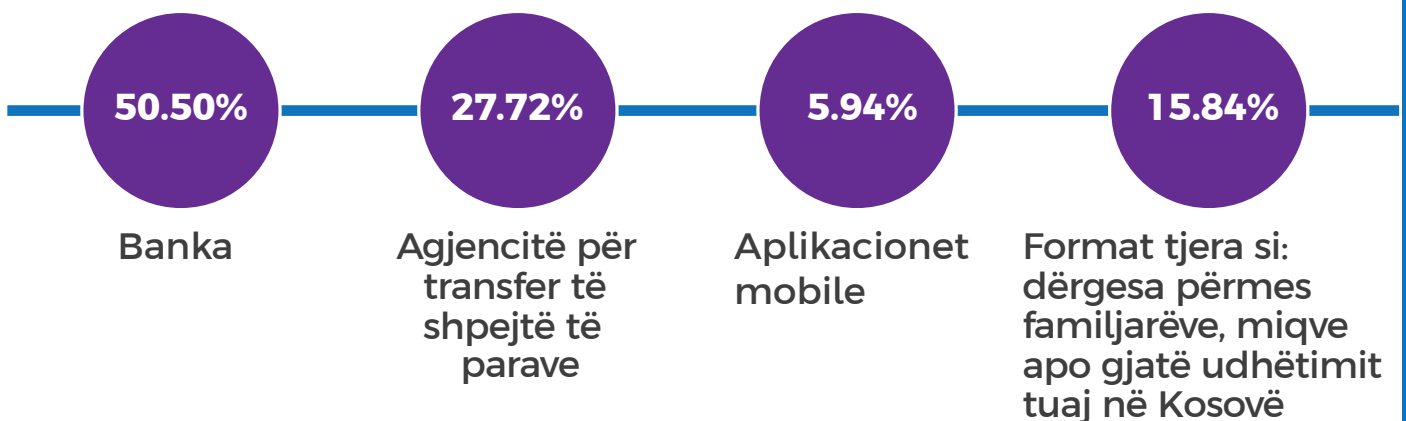 50.50%
27.72%
5.94%
15.84%
Banka
Agjencitë për
transfer të
shpejtë të
parave
Aplikacionet
mobile
Format tjera si:
dërgesa përmes
familjarëve, miqve
apo gjatë udhëtimit
tuaj në Kosovë